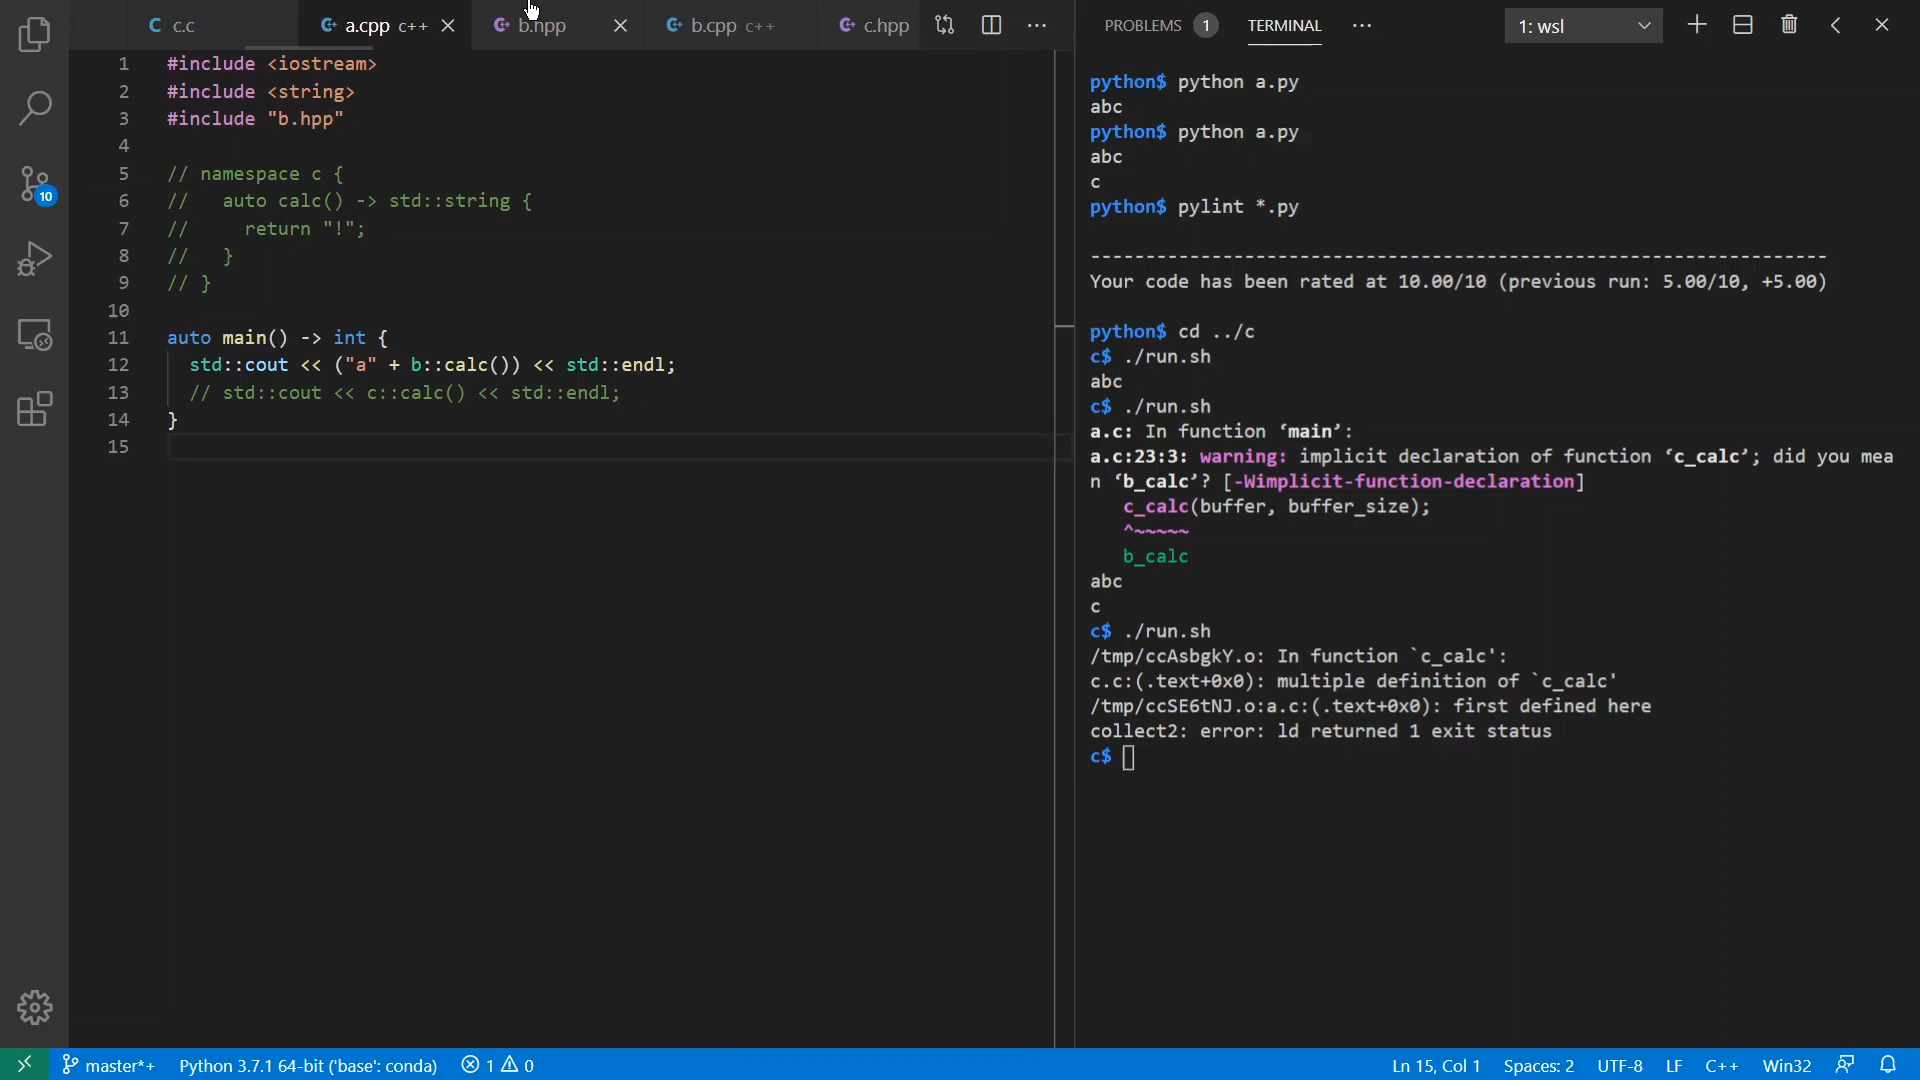 c.c
a.cpp c++
b.hpp
b.cpp c++
c.hpp
PROBLEMS 1
TERMINAL
1: wsl
1 #include <iostream>
2 #include <string>
3 #include "b.hpp"
4
5 // namespace c {
6 //   auto calc() -> std::string {
7 //     return "!";
8 //   }
9 // }
10
11 auto main() -> int {
12   std::cout << ("a" + b::calc()) << std::endl;
13   // std::cout << c::calc() << std::endl;
14 }
15
python$ python a.py
abc
python$ python a.py
abc
c
python$ pylint *.py
-------------------------------------------------------------------
Your code has been rated at 10.00/10 (previous run: 5.00/10, +5.00)
python$ cd ../c
c$ ./run.sh
abc
c$ ./run.sh
a.c: In function ‘main’:
a.c:23:3: warning: implicit declaration of function ‘c_calc’; did you mea
n ‘b_calc’? [-Wimplicit-function-declaration]
   c_calc(buffer, buffer_size);
   ^~~~~~
   b_calc
abc
c
c$ ./run.sh
/tmp/ccAsbgkY.o: In function `c_calc':
c.c:(.text+0x0): multiple definition of `c_calc'
/tmp/ccSE6tNJ.o:a.c:(.text+0x0): first defined here
collect2: error: ld returned 1 exit status
c$
10
master*+
Python 3.7.1 64-bit ('base': conda)
1
0
Ln 15, Col 1
Spaces: 2
UTF-8
LF
C++
Win32